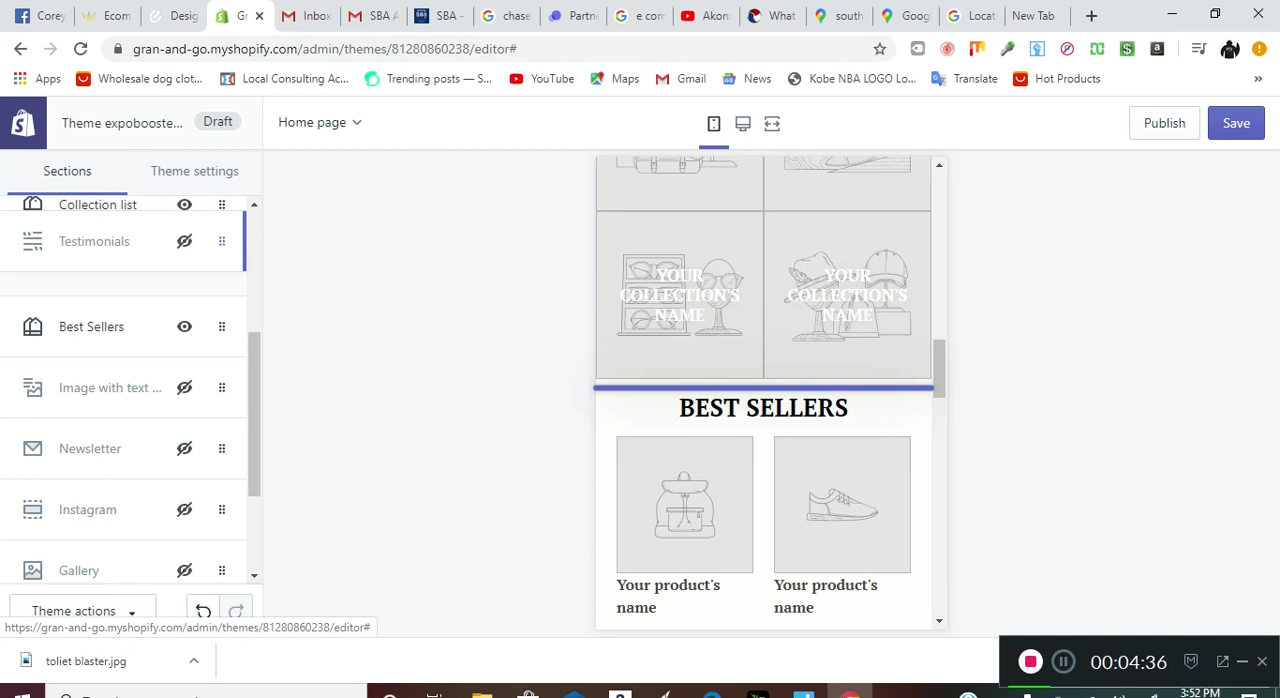 Corey
Ecom
Desig
Gr
Inbox
SBA A
SBA -
chase
Partne
e com
Akon
What
south
Goog
Locat
New Tab
gran-and-go.myshopify.com/admin/themes/81280860238/editor#
Apps
Wholesale dog clot...
Local Consulting Ac...
Trending posts — S...
YouTube
Maps
Gmail
News
Kobe NBA LOGO Lo...
Translate
Hot Products
Theme expobooste...
Draft
Home page
Publish
Save
Sections
Theme settings
Collection list
Testimonials
Best Sellers
Image with text ...
Newsletter
Instagram
Gallery
Theme actions
YOUR
COLLECTION'S
NAME
YOUR
COLLECTION'S
NAME
BEST SELLERS
Your product's
name
Your product's
name
https://gran-and-go.myshopify.com/admin/themes/81280860238/editor#
toliet blaster.jpg
00:04:36
3:52 PM